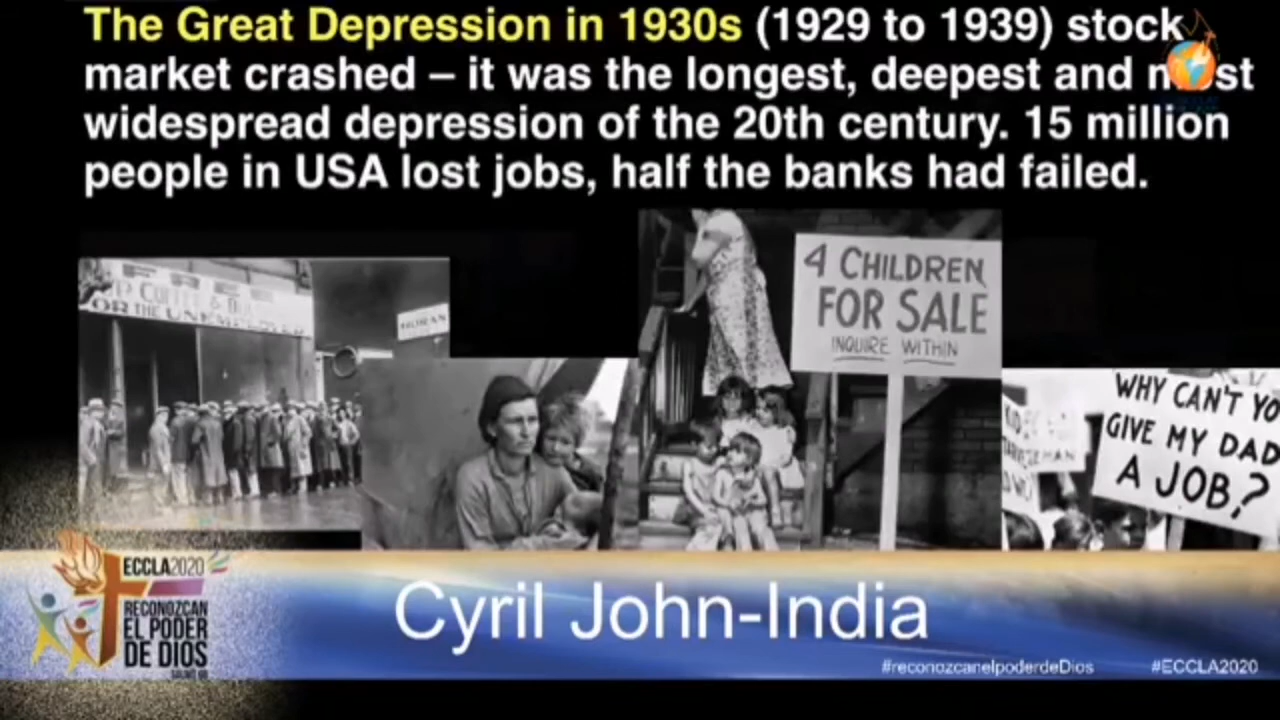 The Great Depression in 1930s (1929 to 1939) stock
market crashed – it was the longest, deepest and most
widespread depression of the 20th century. 15 million
people in USA lost jobs, half the banks had failed.
FREE
COFFEE &
FOR THE UNEMPLOYED
4 CHILDREN
FOR SALE
INQUIRE WITHIN
WHY CAN'T YO
GIVE MY DAD
A JOB?
ECCLA2020
RECONOZCAN
EL PODER
DE DIOS
Cyril John-India
#reconozcanelpoderdeDios #ECCLA2020